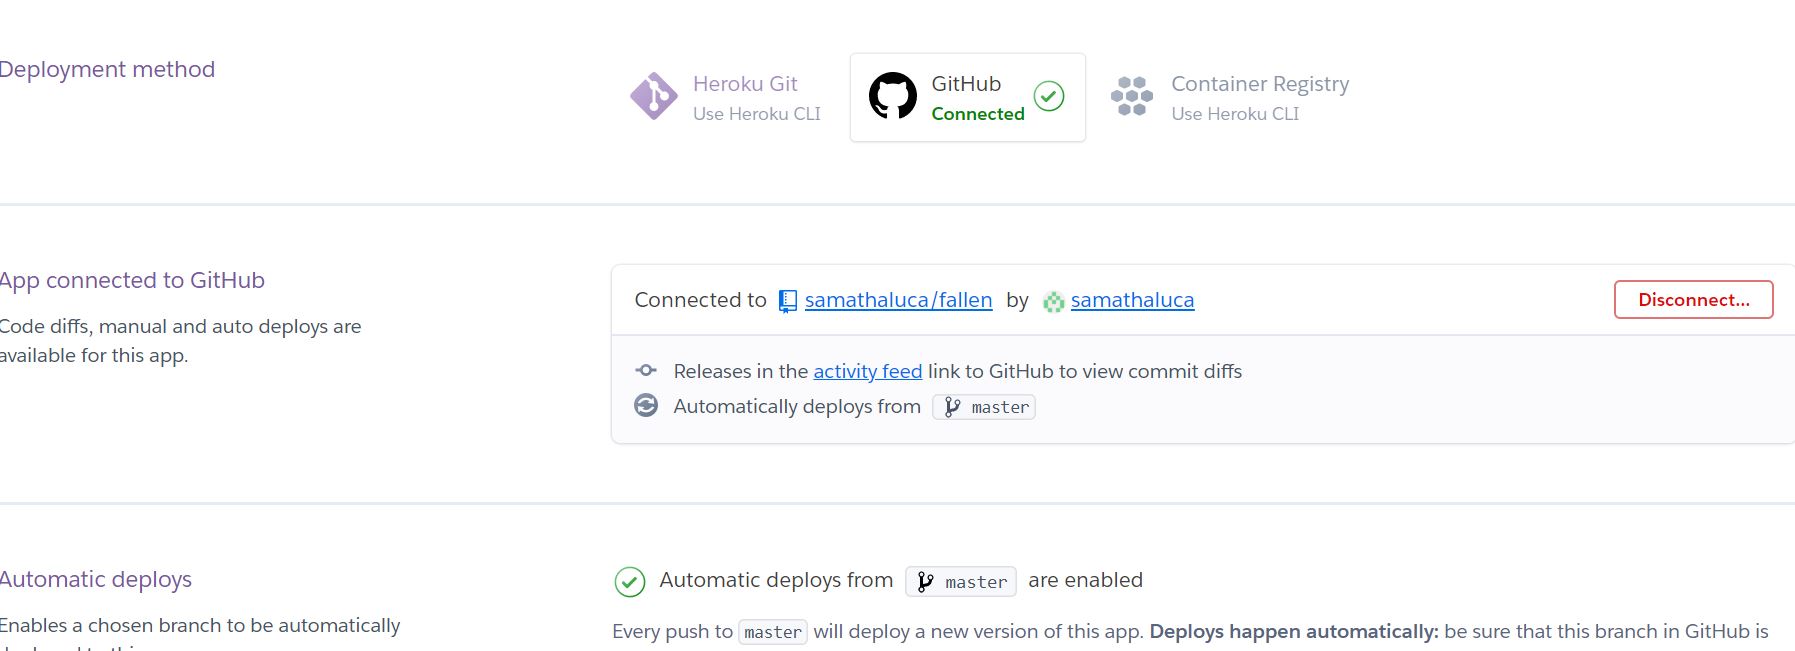 Deployment method
Heroku Git
Use Heroku CLI
GitHub
Connected
Container Registry
Use Heroku CLI
App connected to GitHub
Code diffs, manual and auto deploys are
available for this app.
Connected to samathaluca/fallen by samathaluca
Disconnect...
Releases in the activity feed link to GitHub to view commit diffs
Automatically deploys from master
Automatic deploys
Enables a chosen branch to be automatically
Automatic deploys from master are enabled
Every push to master will deploy a new version of this app. Deploys happen automatically: be sure that this branch in GitHub is